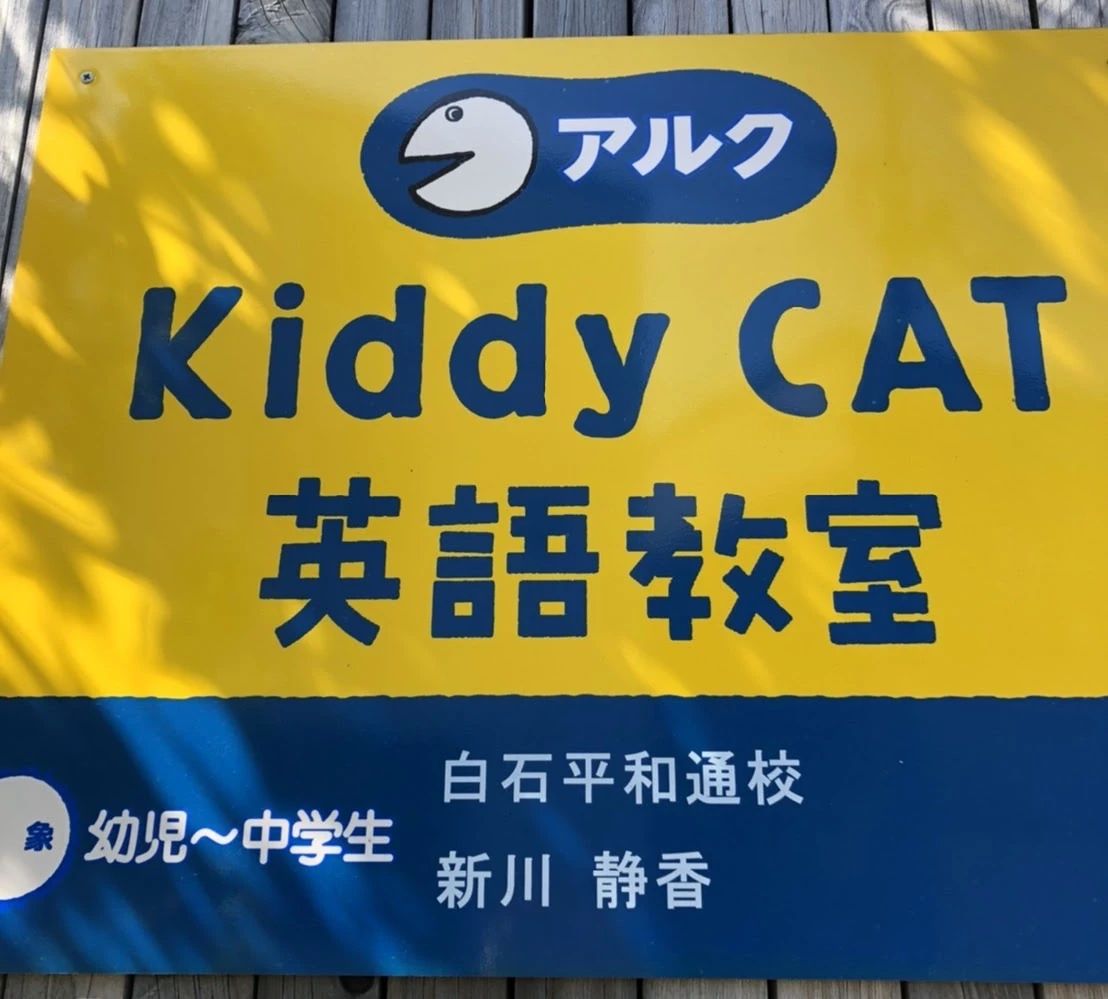 アルク
Kiddy CAT
英語教室
白石平和通校
象 幼児～中学生
新川 静香